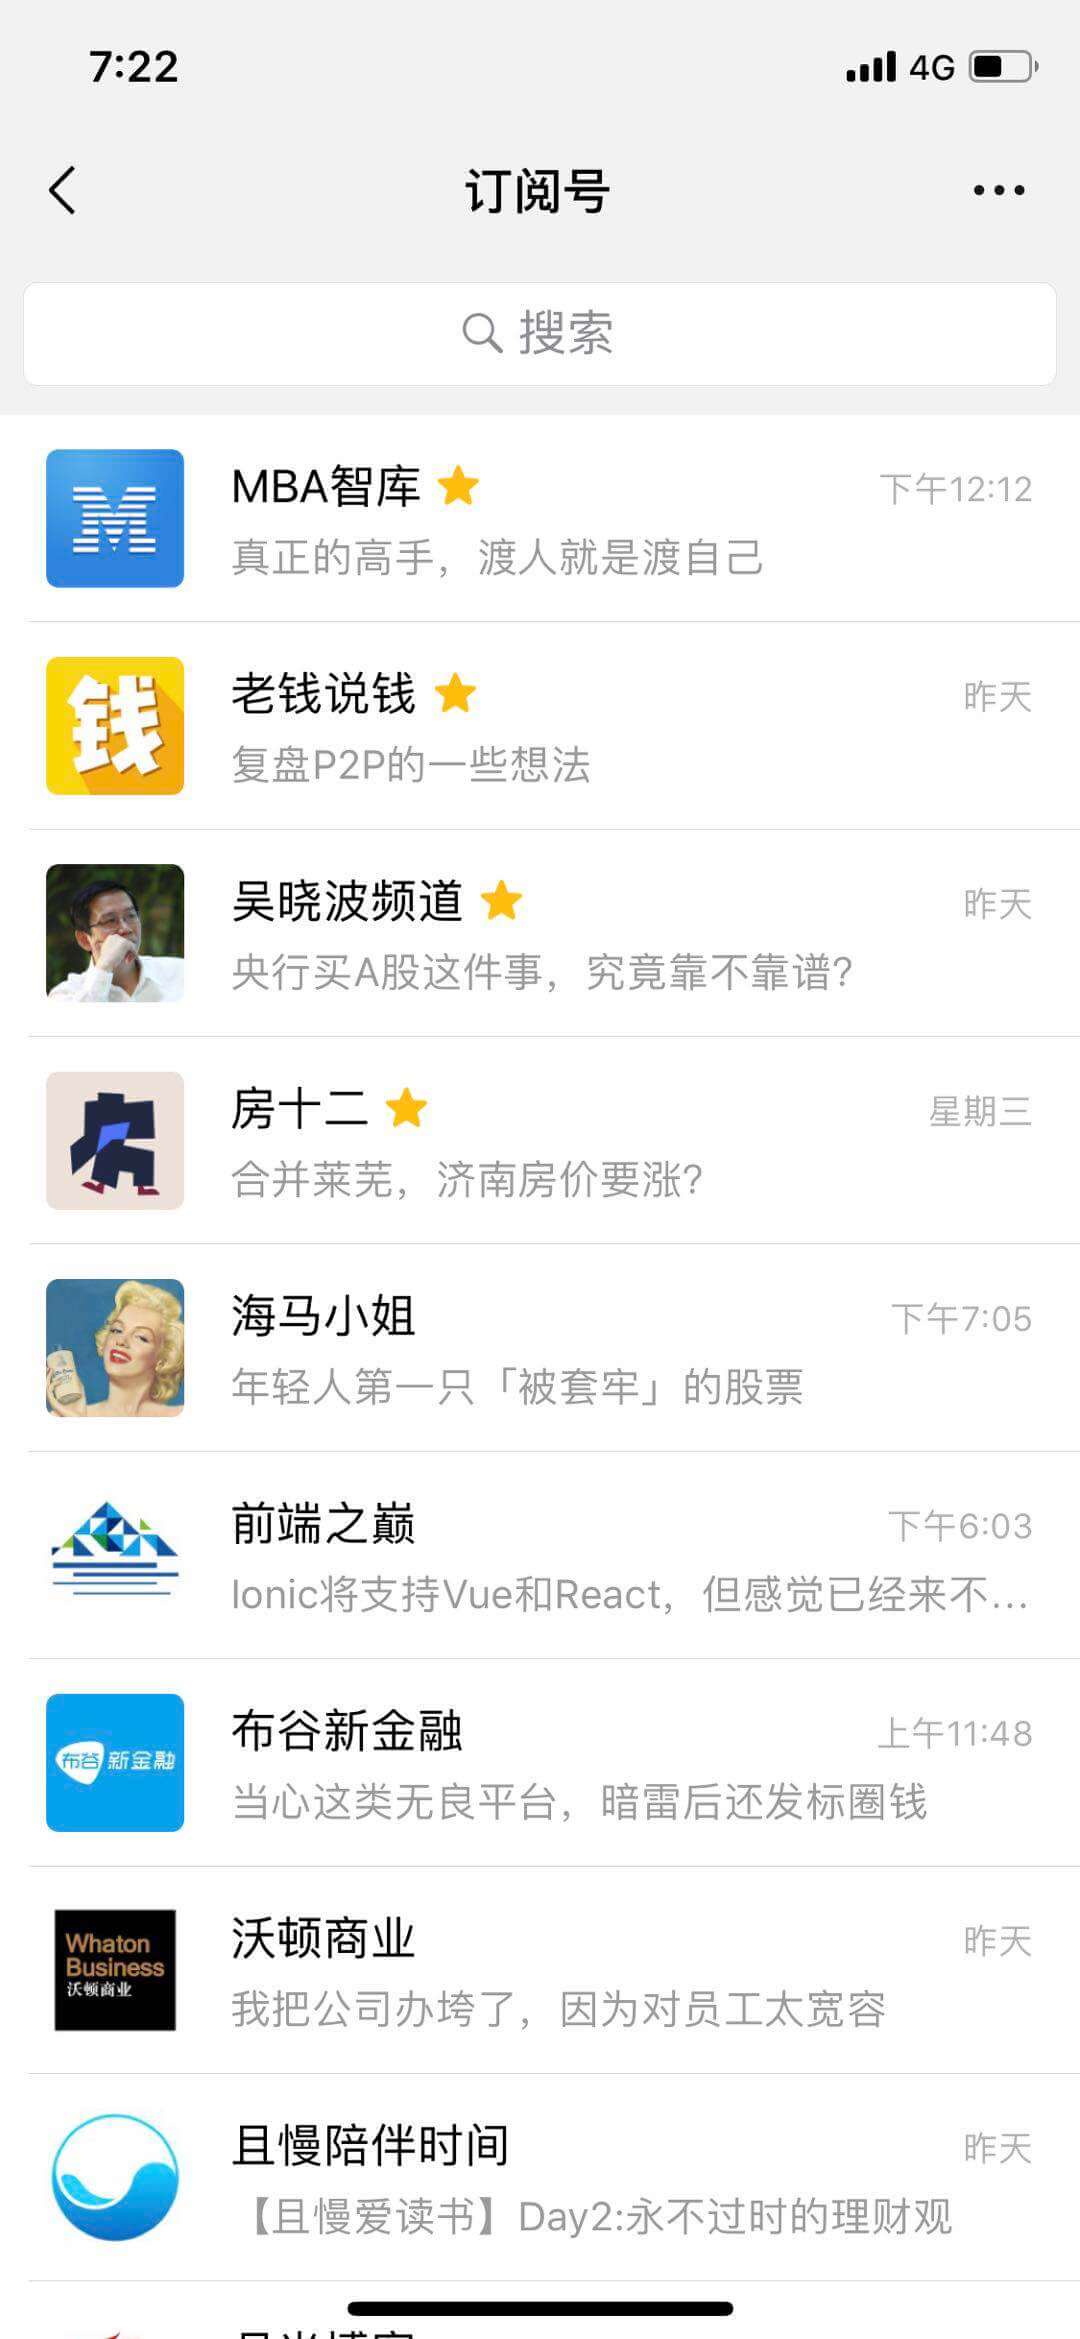 7:22
4G
订阅号
搜索
MBA智库
下午12:12
真正的高手，渡人就是渡自己
钱
老钱说钱
昨天
复盘P2P的一些想法
吴晓波频道
昨天
央行买A股这件事，究竟靠不靠谱？
房十二
星期三
合并莱芜，济南房价要涨？
海马小姐
下午7:05
年轻人第一只「被套牢」的股票
前端之巅
下午6:03
Ionic将支持Vue和React，但感觉已经来不...
布谷新金融
布谷新金融
上午11:48
当心这类无良平台，暗雷后还发标圈钱
Whaton
Business
沃顿商业
沃顿商业
昨天
我把公司办垮了，因为对员工太宽容
且慢陪伴时间
昨天
【且慢爱读书】Day2:永不过时的理财观